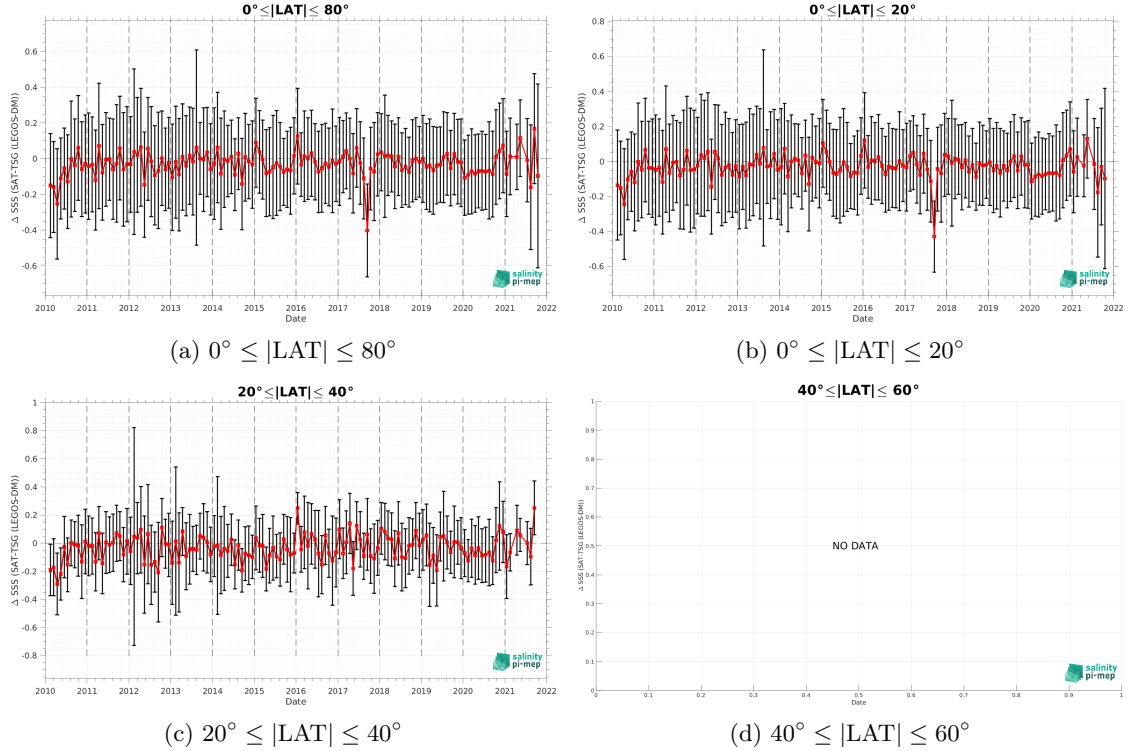 0°≤|LAT|≤ 80°
Δ SSS (SAT-TSG (LEGOS-DM))
0.6
0.4
0.2
0
-0.2
-0.4
-0.6
2010 2011 2012 2013 2014 2015 2016 2017 2018 2019 2020 2021 2022
Date
salinity
pi-mep
(a) 0° ≤ |LAT| ≤ 80°
0°≤|LAT|≤ 20°
Δ SSS (SAT-TSG (LEGOS-DM))
0.8
0.6
0.4
0.2
0
-0.2
-0.4
-0.6
-0.8
2010 2011 2012 2013 2014 2015 2016 2017 2018 2019 2020 2021 2022
Date
salinity
pi-mep
(b) 0° ≤ |LAT| ≤ 20°
20°≤|LAT|≤ 40°
Δ SSS (SAT-TSG (LEGOS-DM))
1
0.8
0.6
0.4
0.2
0
-0.2
-0.4
-0.6
-0.8
2010 2011 2012 2013 2014 2015 2016 2017 2018 2019 2020 2021 2022
Date
salinity
pi-mep
(c) 20° ≤ |LAT| ≤ 40°
40°≤|LAT|≤ 60°
Δ SSS (SAT-TSG (LEGOS-DM))
1
0.9
0.8
0.7
0.6
0.5
0.4
0.3
0.2
0.1
0
NO DATA
0 0.1 0.2 0.3 0.4 0.5 0.6 0.7 0.8 0.9 1
Date
salinity
pi-mep
(d) 40° ≤ |LAT| ≤ 60°